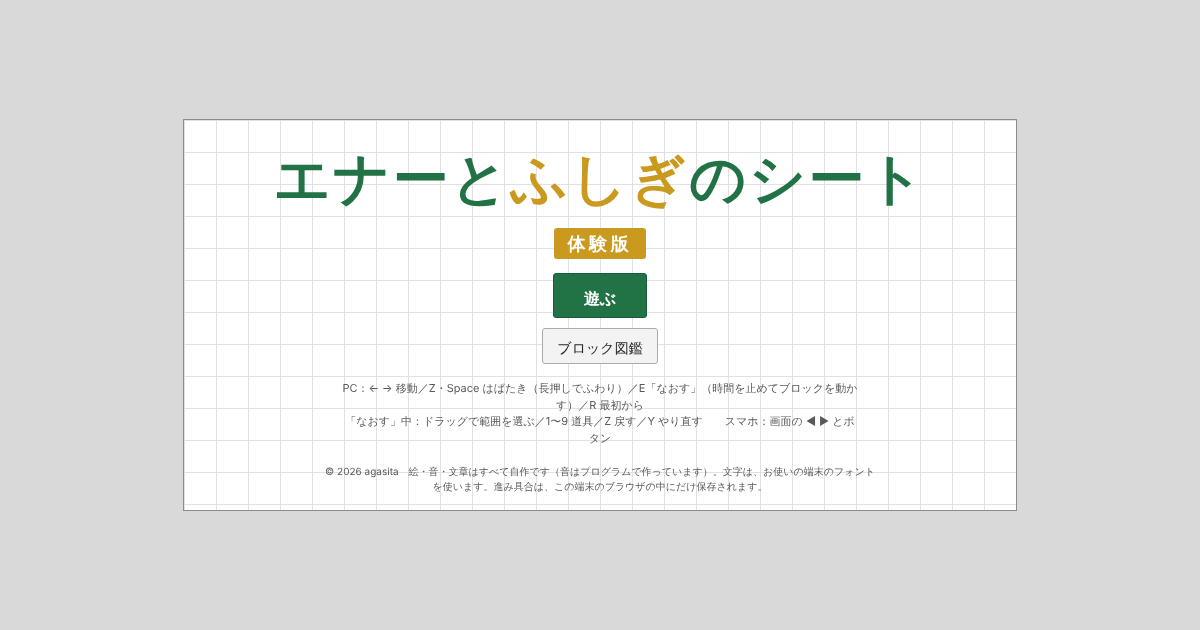 エナーとふしぎのシート
体験版
遊ぶ
ブロック図鑑
PC：← → 移動／Z・Space はばたき（長押しでふわり）／E「なおす」（時間を止めてブロックを動か
す）／R 最初から
「なおす」中：ドラッグで範囲を選ぶ／1〜9 道具／Z 戻す／Y やり直す　　スマホ：画面の ◀ ▶ とボ
タン
© 2026 agasita　絵・音・文章はすべて自作です（音はプログラムで作っています）。文字は、お使いの端末のフォント
を使います。進み具合は、この端末のブラウザの中にだけ保存されます。